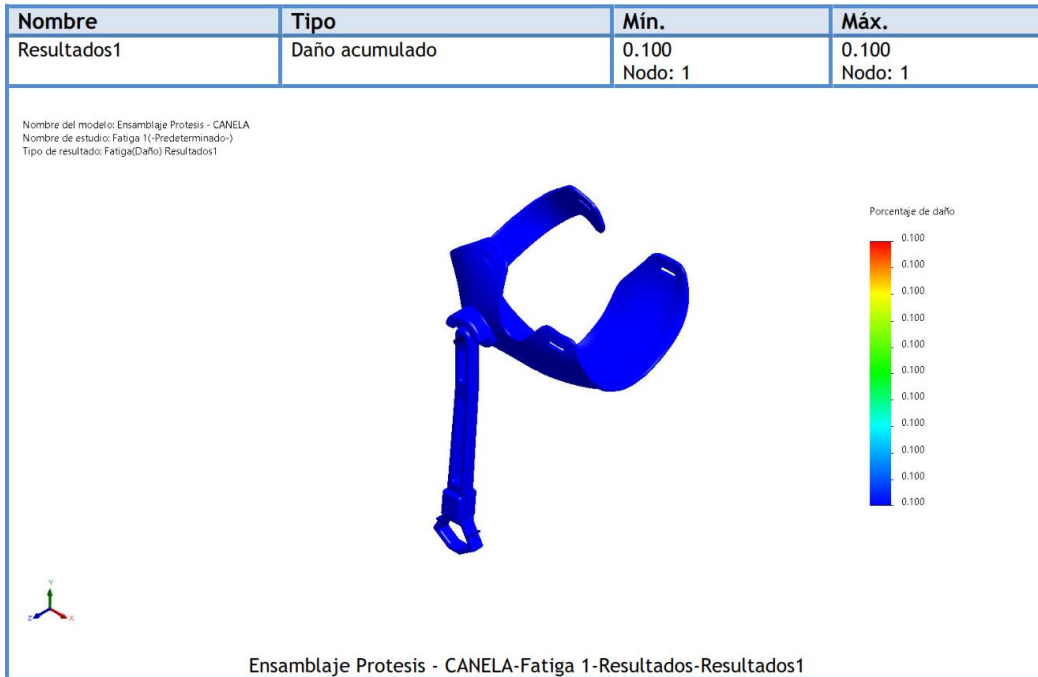 Nombre Tipo Mín. Máx.
Resultados1 Daño acumulado 0.100 0.100
Nodo: 1 Nodo: 1
Nombre del modelo: Ensamblaje Protesis - CANELA
Nombre de estudio: Fatiga 1(-Predeterminado-)
Tipo de resultado: Fatiga(Daño) Resultados1
Porcentaje de daño
0.100
0.100
0.100
0.100
0.100
0.100
0.100
0.100
0.100
0.100
0.100
Y
Z X
Ensamblaje Protesis - CANELA-Fatiga 1-Resultados-Resultados1